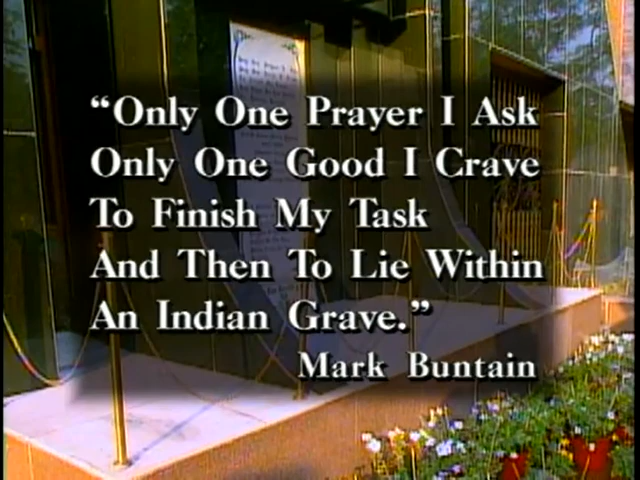 “Only One Prayer I Ask
Only One Good I Crave
To Finish My Task
And Then To Lie Within
An Indian Grave.”
Mark Buntain